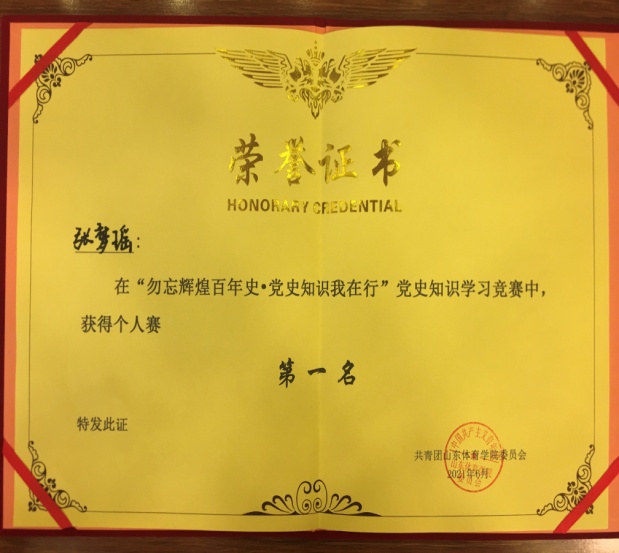 荣誉证书
HONORARY CREDENTIAL
张梦瑶：
在“勿忘辉煌百年史•党史知识我在行”党史知识学习竞赛中，
获得个人赛
第一名
特发此证
共青团山东体育学院委员会
2021年6月